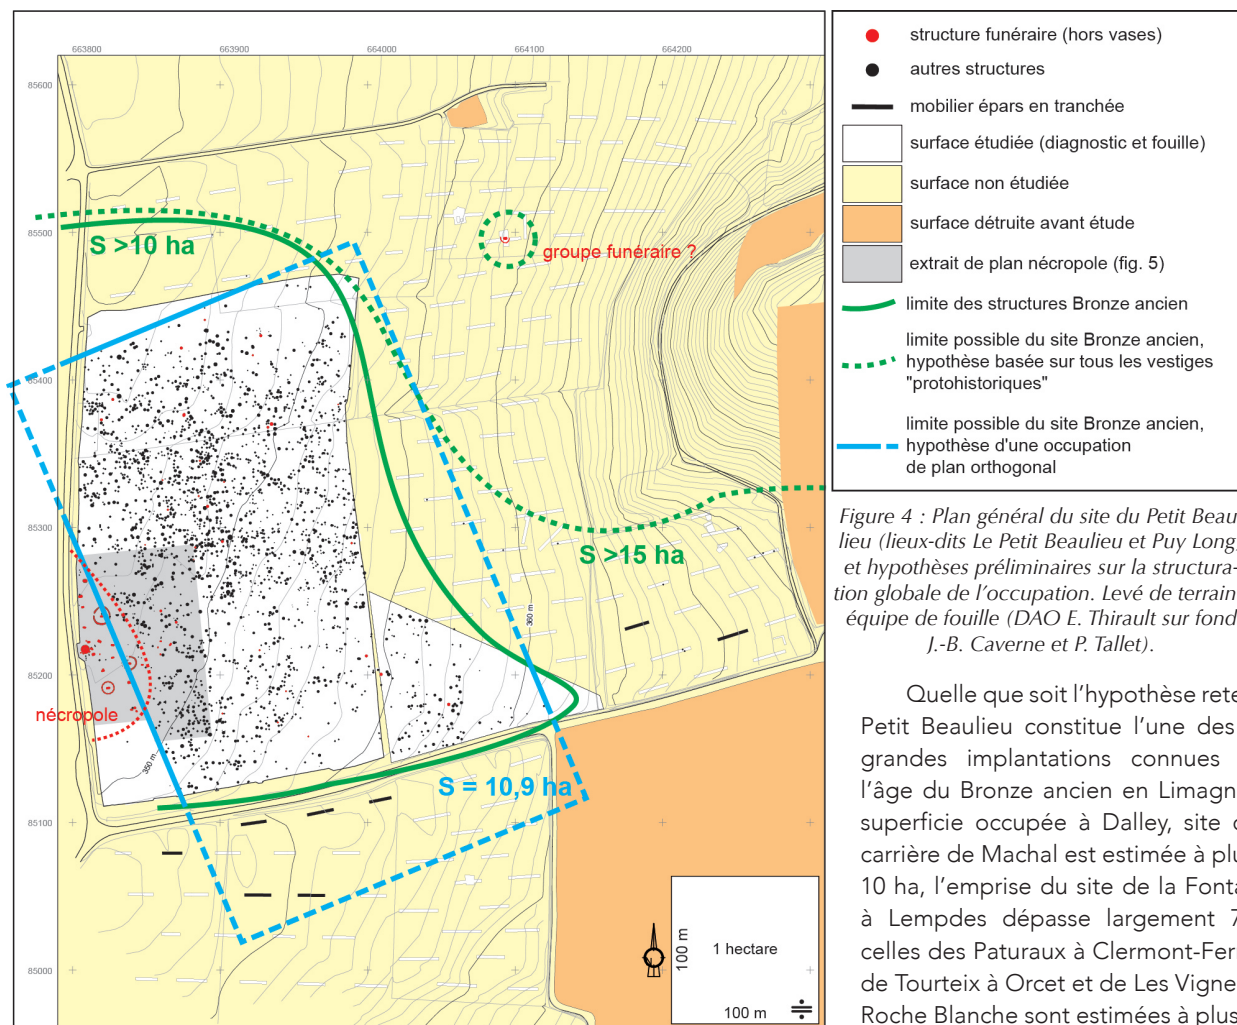 663800 663900 664000 664100 664200
85600
85500
85400
85300
85200
85100
85000
S >10 ha
groupe funéraire ?
S >15 ha
nécropole
S = 10,9 ha
350 m
360 m
1 hectare
100 m
100 m
structure funéraire (hors vases)
autres structures
mobilier épars en tranchée
surface étudiée (diagnostic et fouille)
surface non étudiée
surface détruite avant étude
extrait de plan nécropole (fig. 5)
limite des structures Bronze ancien
limite possible du site Bronze ancien,
hypothèse basée sur tous les vestiges
"protohistoriques"
limite possible du site Bronze ancien,
hypothèse d'une occupation
de plan orthogonal
Figure 4 : Plan général du site du Petit Beau-
lieu (lieux-dits Le Petit Beaulieu et Puy Long)
et hypothèses préliminaires sur la structura-
tion globale de l'occupation. Levé de terrain
équipe de fouille (DAO E. Thirault sur fond
J.-B. Caverne et P. Tallet).
Quelle que soit l'hypothèse rete
Petit Beaulieu constitue l'une des
grandes implantations connues
l'âge du Bronze ancien en Limagn
superficie occupée à Dalley, site
carrière de Machal est estimée à plu
10 ha, l'emprise du site de la Fonta
à Lempdes dépasse largement 7
celles des Paturaux à Clermont-Ferr
de Tourteix à Orcet et de Les Vigne
Roche Blanche sont estimées à plus